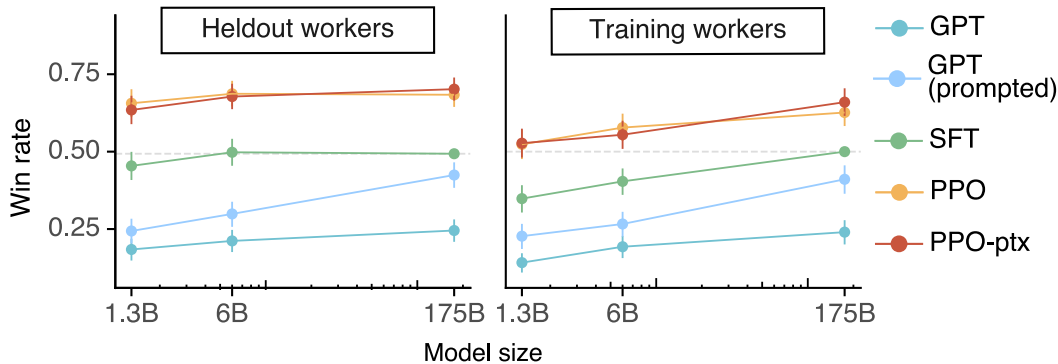 Heldout workers
Training workers
GPT
GPT
(prompted)
SFT
PPO
PPO-ptx
Win rate
0.75
0.50
0.25
1.3B
6B
175B
1.3B
6B
175B
Model size